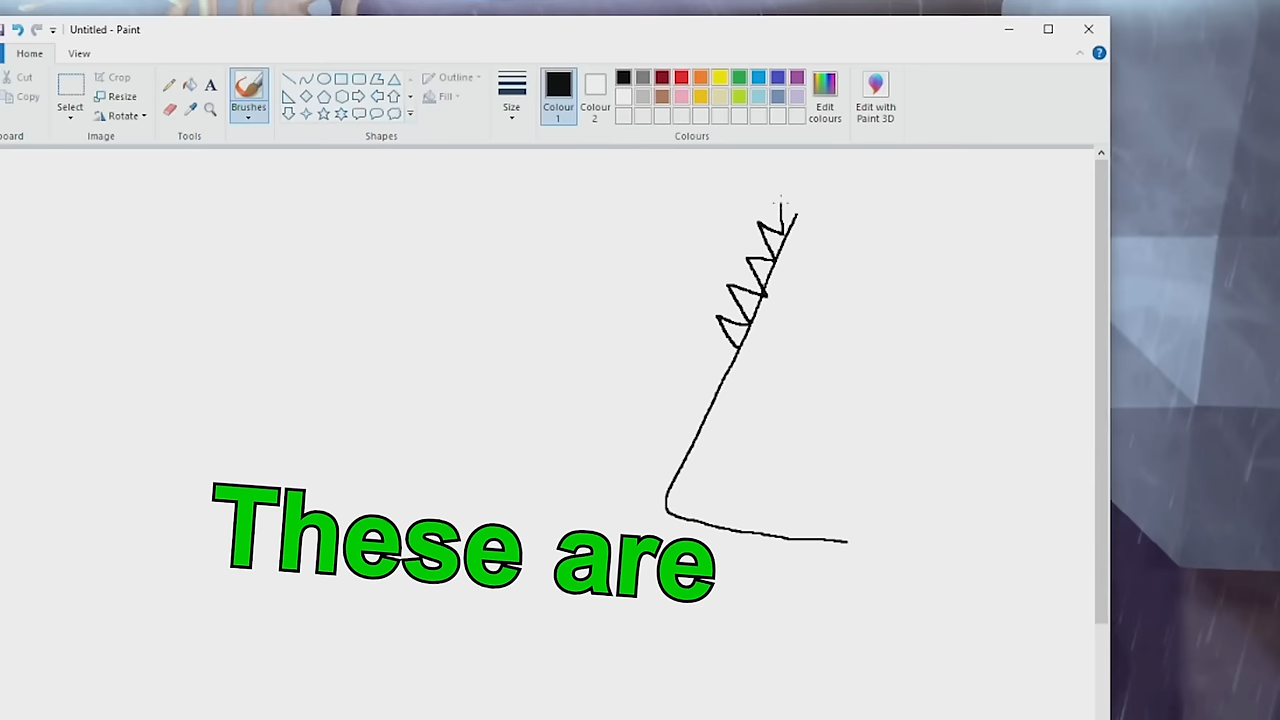 Untitled - Paint
Home View
Cut
Copy
oard
Select
Crop
Resize
Rotate
Image
A
Tools
Brushes
Shapes
Outline
Fill
Size
Colour
1
Colour
2
Edit
colours
Colours
Edit with
Paint 3D
?
These are